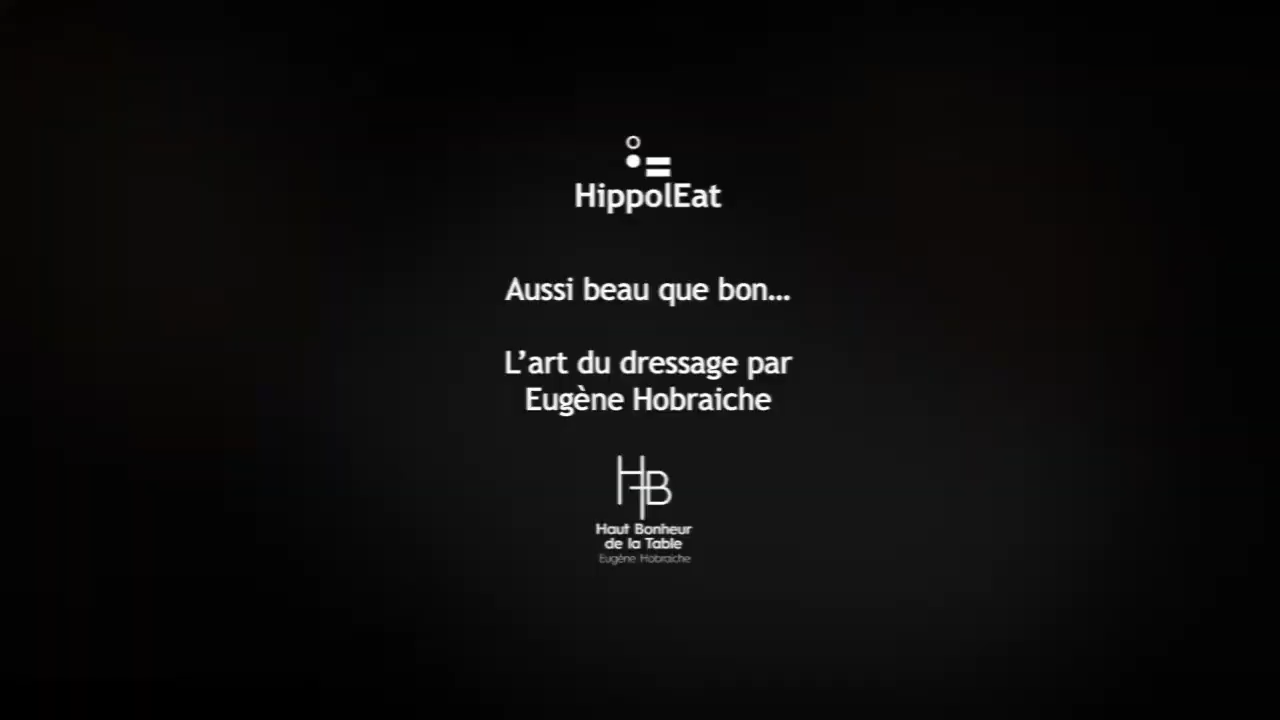 HippolEat
Aussi beau que bon...
L’art du dressage par
Eugène Hobraiche
HB
Haut Bonheur
de la Table
Eugène Hobraiche